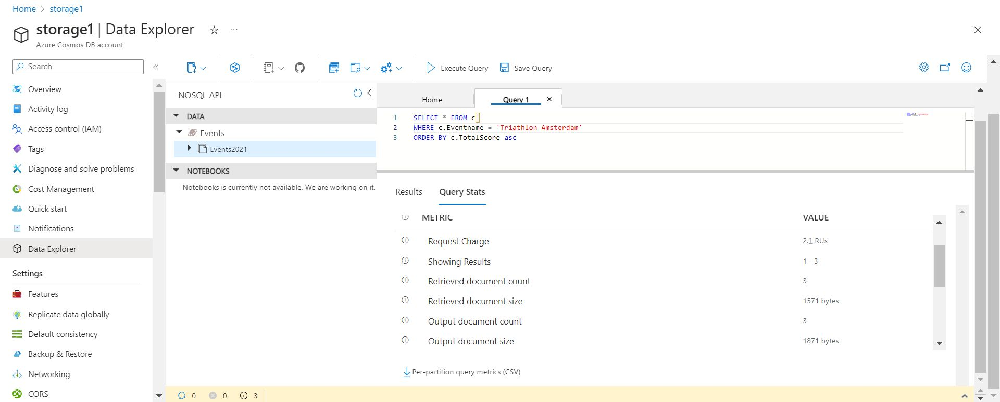 Home > storage1
storage1 | Data Explorer
Azure Cosmos DB account
Search
Overview
Activity log
Access control (IAM)
Tags
Diagnose and solve problems
Cost Management
Quick start
Notifications
Data Explorer
Settings
Features
Replicate data globally
Default consistency
Backup & Restore
Networking
CORS
Execute Query
Save Query
NOSQL API
DATA
Events
Events2021
NOTEBOOKS
Notebooks is currently not available. We are working on it.
Home
Query 1
1 SELECT * FROM c
2 WHERE c.Eventname = 'Triathlon Amsterdam'
3 ORDER BY c.TotalScore asc
Results Query Stats
METRIC VALUE
Request Charge 2.1 RUs
Showing Results 1 - 3
Retrieved document count 3
Retrieved document size 1571 bytes
Output document count 3
Output document size 1871 bytes
Per-partition query metrics (CSV)
0 0 3